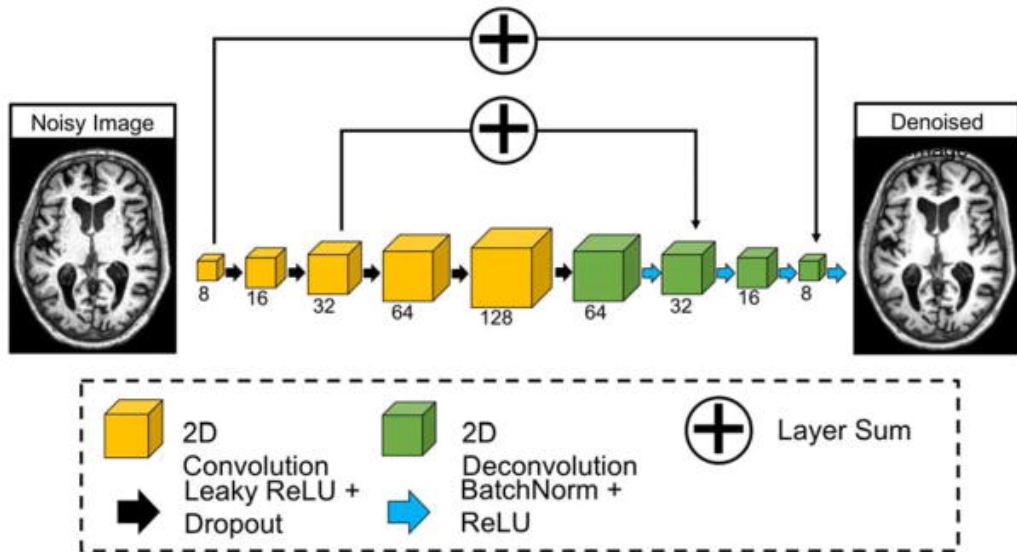 Noisy Image
Denoised
Image
8
16
32
64
128
64
32
16
8
2D
Convolution
Leaky ReLU +
Dropout
2D
Deconvolution
BatchNorm +
ReLU
Layer Sum